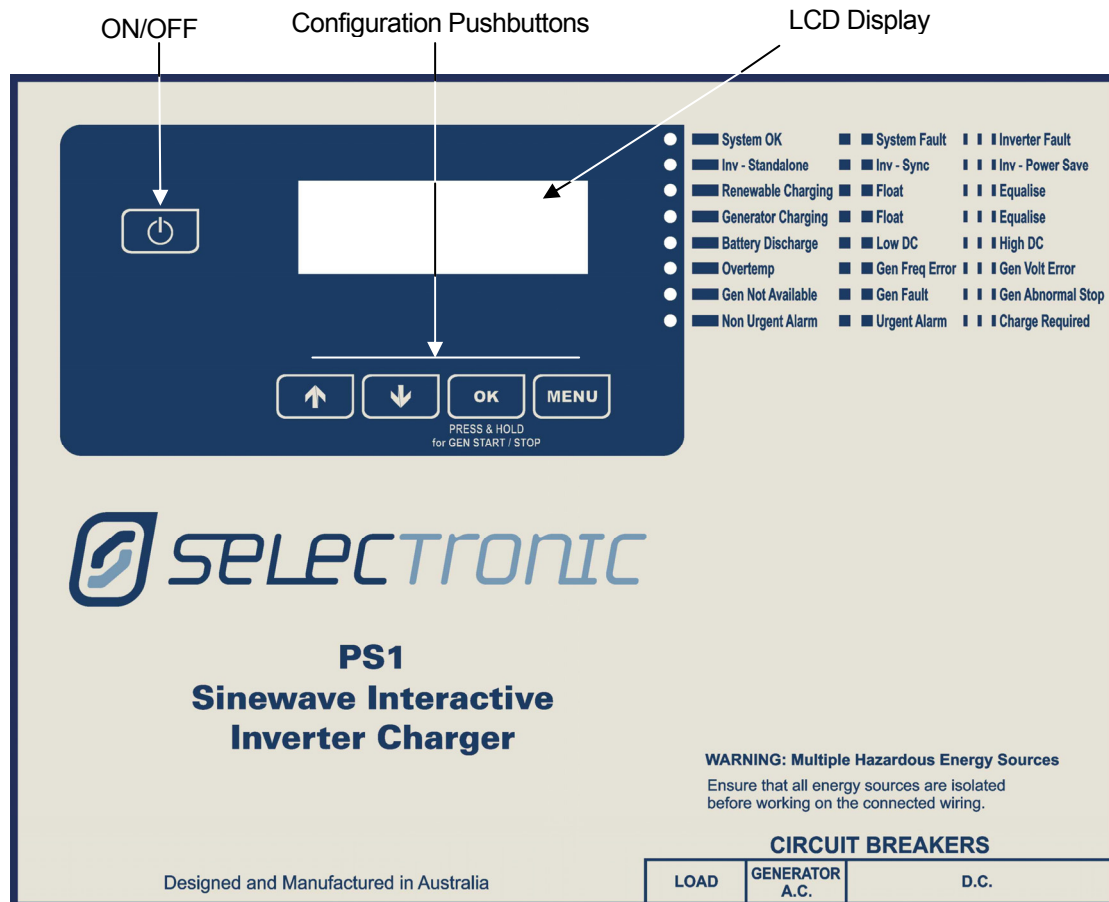 ON/OFF
Configuration Pushbuttons
LCD Display
System OK System Fault Inverter Fault
Inv - Standalone Inv - Sync Inv - Power Save
Renewable Charging Float Equalise
Generator Charging Float Equalise
Battery Discharge Low DC High DC
Overtemp Gen Freq Error Gen Volt Error
Gen Not Available Gen Fault Gen Abnormal Stop
Non Urgent Alarm Urgent Alarm Charge Required
OK MENU
PRESS & HOLD
for GEN START / STOP
SELECTRONIC
PS1
Sinewave Interactive
Inverter Charger
WARNING: Multiple Hazardous Energy Sources
Ensure that all energy sources are isolated
before working on the connected wiring.
CIRCUIT BREAKERS
LOAD
GENERATOR
A.C.
D.C.
Designed and Manufactured in Australia